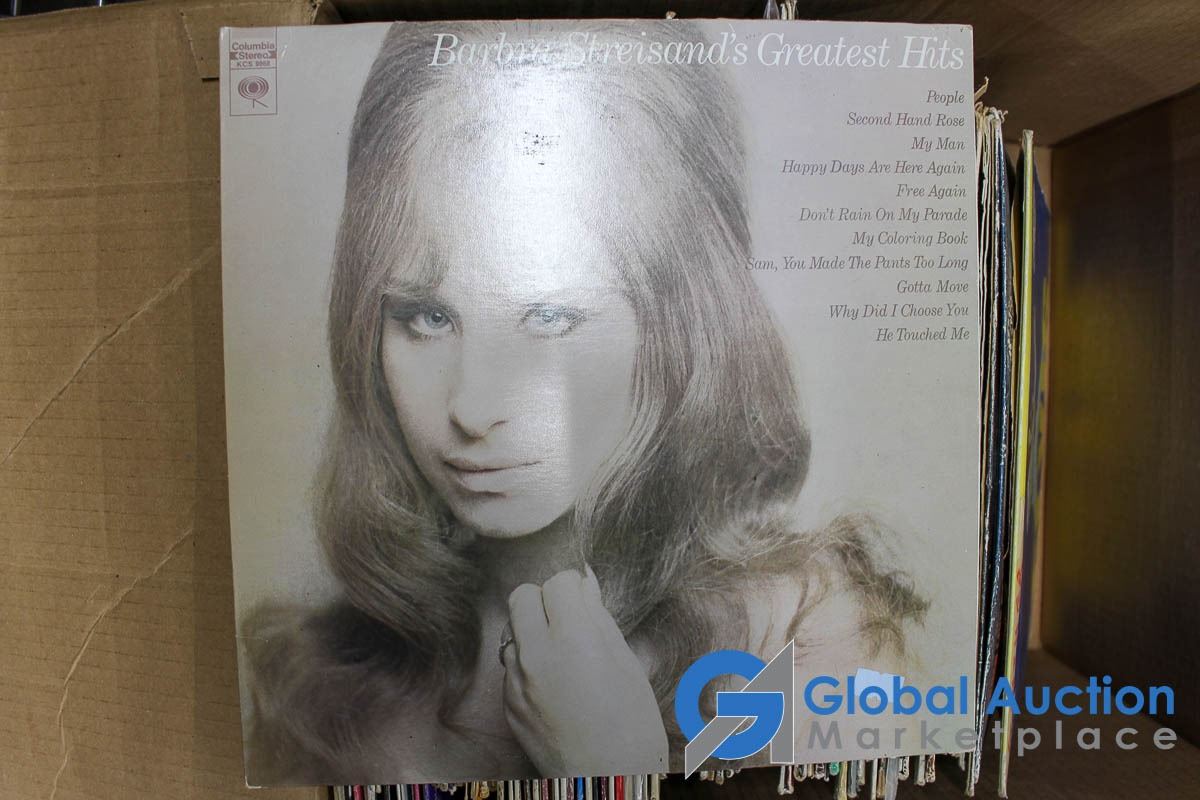 Columbia
Stereo
KCS 9968
Barbra Streisand's Greatest Hits
People
Second Hand Rose
My Man
Happy Days Are Here Again
Free Again
Don't Rain On My Parade
My Coloring Book
Sam, You Made The Pants Too Long
Gotta Move
Why Did I Choose You
He Touched Me
GA Global Auction
Marketplace